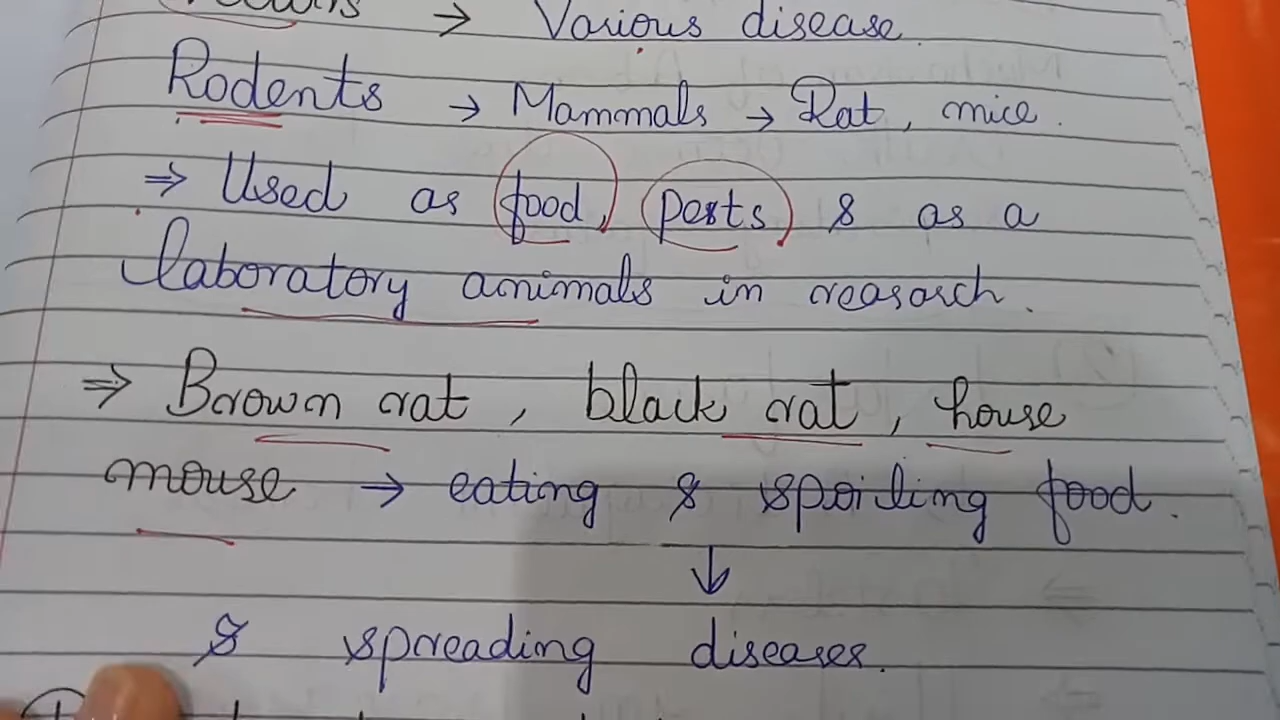 → Various disease.
Rodents → Mammals → Rat, mice.
⇒ Used as food, pests & as a
laboratory animals in reasarch.
⇒ Brown rat, black rat, house
mouse → eating & spoiling food.
↓
& spreading diseases.